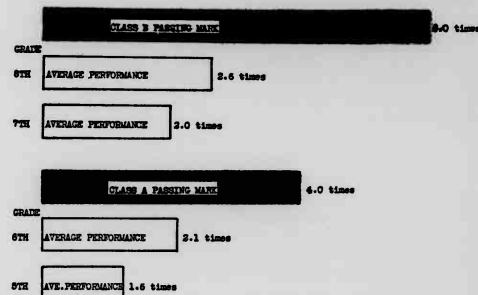 CLASS B PASSING MARK 6.0 times
GRADE
8TH AVERAGE PERFORMANCE 2.6 times
7TH AVERAGE PERFORMANCE 2.0 times
CLASS A PASSING MARK 4.0 times
GRADE
6TH AVERAGE PERFORMANCE 2.1 times
5TH AVE.PERFORMANCE 1.6 times